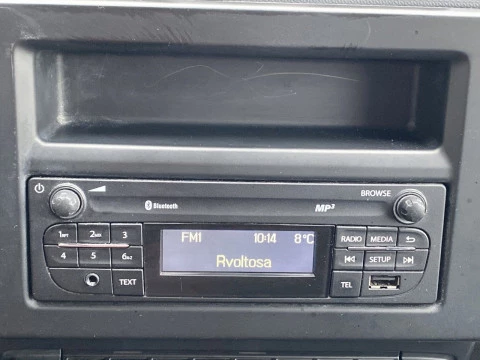 BROWSE
Bluetooth MP3
1 2 3
4 5 6
TEXT
FM1 10:14 8°C
Rvoltosa
RADIO MEDIA
SETUP
TEL